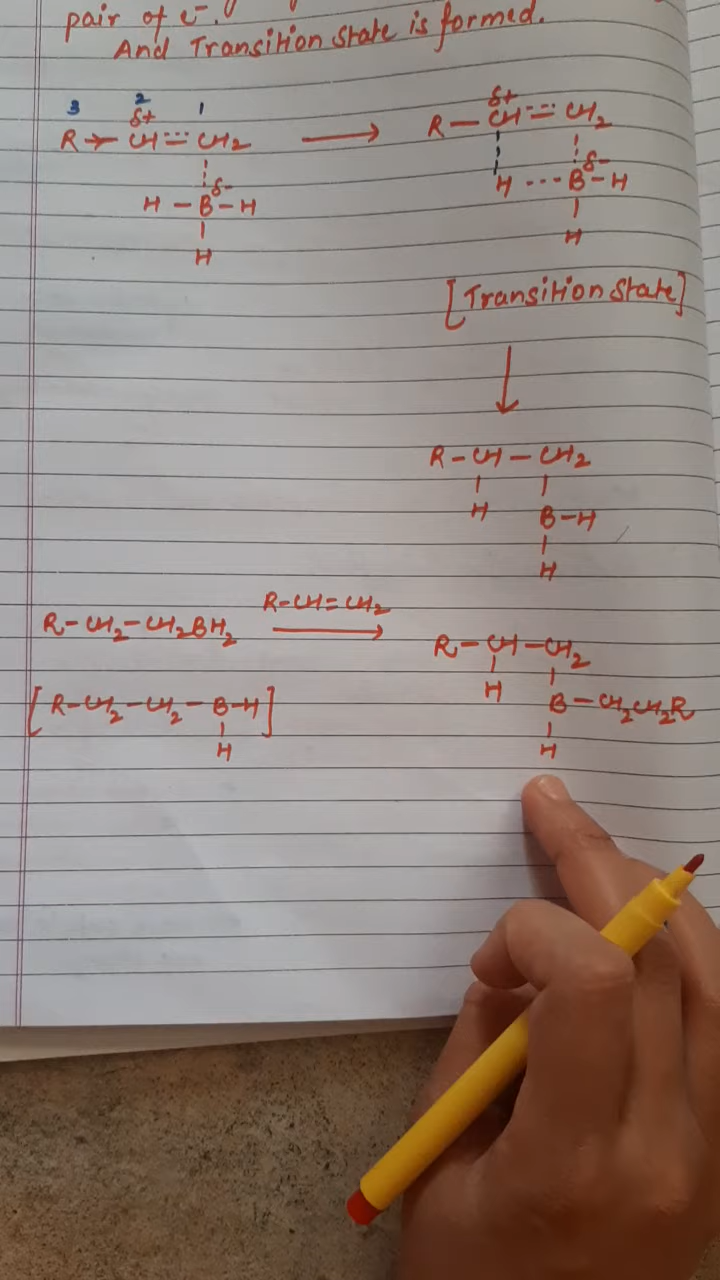 pair of e-.
And Transition State is formed.
3 2 1
δ+ δ+
R → CH = CH2 ⟶ R — CH = CH2
δ- δ-
H — B — H H --- B — H
H H
[Transition State]
↓
R — CH — CH2
H B — H
H
R-CH=CH2
R-CH2-CH2BH2 ⟶ R — CH — CH2
H
[R-CH2-CH2-B-H] B — CH2CH2R
H H